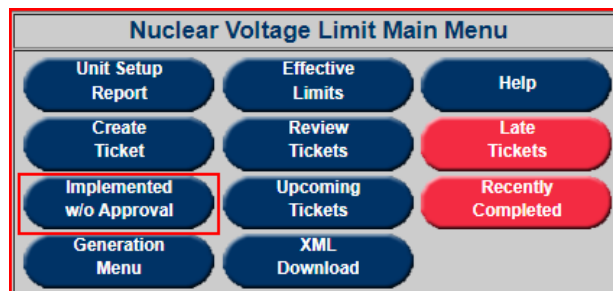 Nuclear Voltage Limit Main Menu
Unit Setup
Report
Effective
Limits
Help
Create
Ticket
Review
Tickets
Late
Tickets
Implemented
w/o Approval
Upcoming
Tickets
Recently
Completed
Generation
Menu
XML
Download